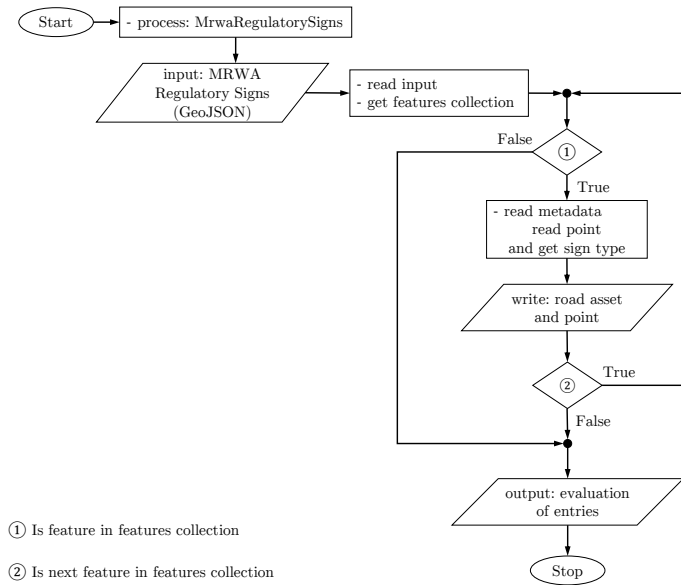 Start
- process: MrwaRegulatorySigns
input: MRWA
Regulatory Signs
(GeoJSON)
- read input
- get features collection
False
①
True
- read metadata
read point
and get sign type
write: road asset
and point
②
True
False
output: evaluation
of entries
Stop
① Is feature in features collection
② Is next feature in features collection